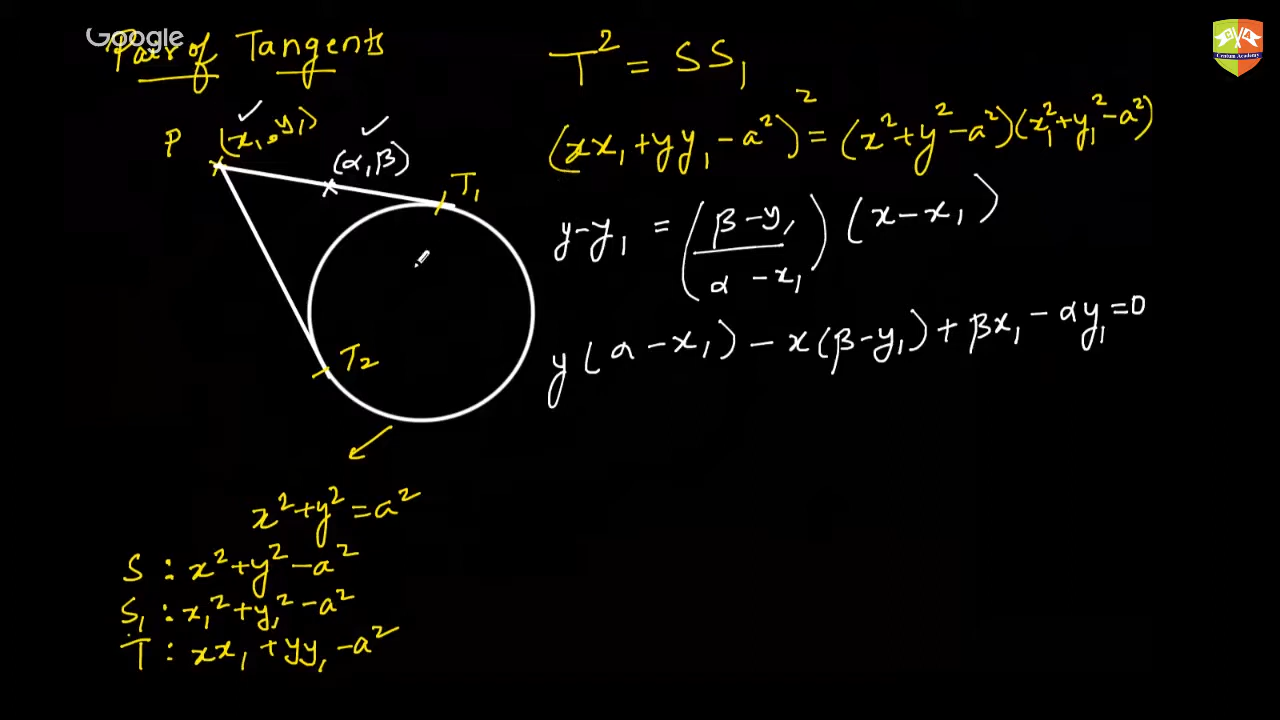 Google
Pair of Tangents
T² = SS₁
(xx₁ + yy₁ - a²)² = (x² + y² - a²)(x₁² + y₁² - a²)
P (x₁, y₁)
(α, β)
T₁
y - y₁ = ((β - y₁)/(α - x₁)) (x - x₁)
y(α - x₁) - x(β - y₁) + βx₁ - αy₁ = 0
T₂
x² + y² = a²
S : x² + y² - a²
S₁ : x₁² + y₁² - a²
T : xx₁ + yy₁ - a²
Centum Academy